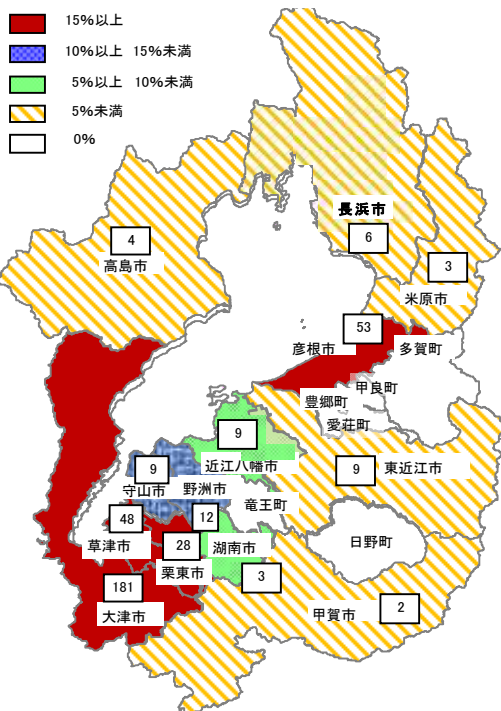 15%以上
10%以上 15%未満
5%以上 10%未満
5%未満
0%
長浜市
4
6
高島市
3
米原市
53
彦根市
多賀町
甲良町
豊郷町
愛荘町
9
近江八幡市
9
9
東近江市
守山市
野洲市
竜王町
48
12
草津市
28
湖南市
日野町
栗東市
3
181
大津市
2
甲賀市